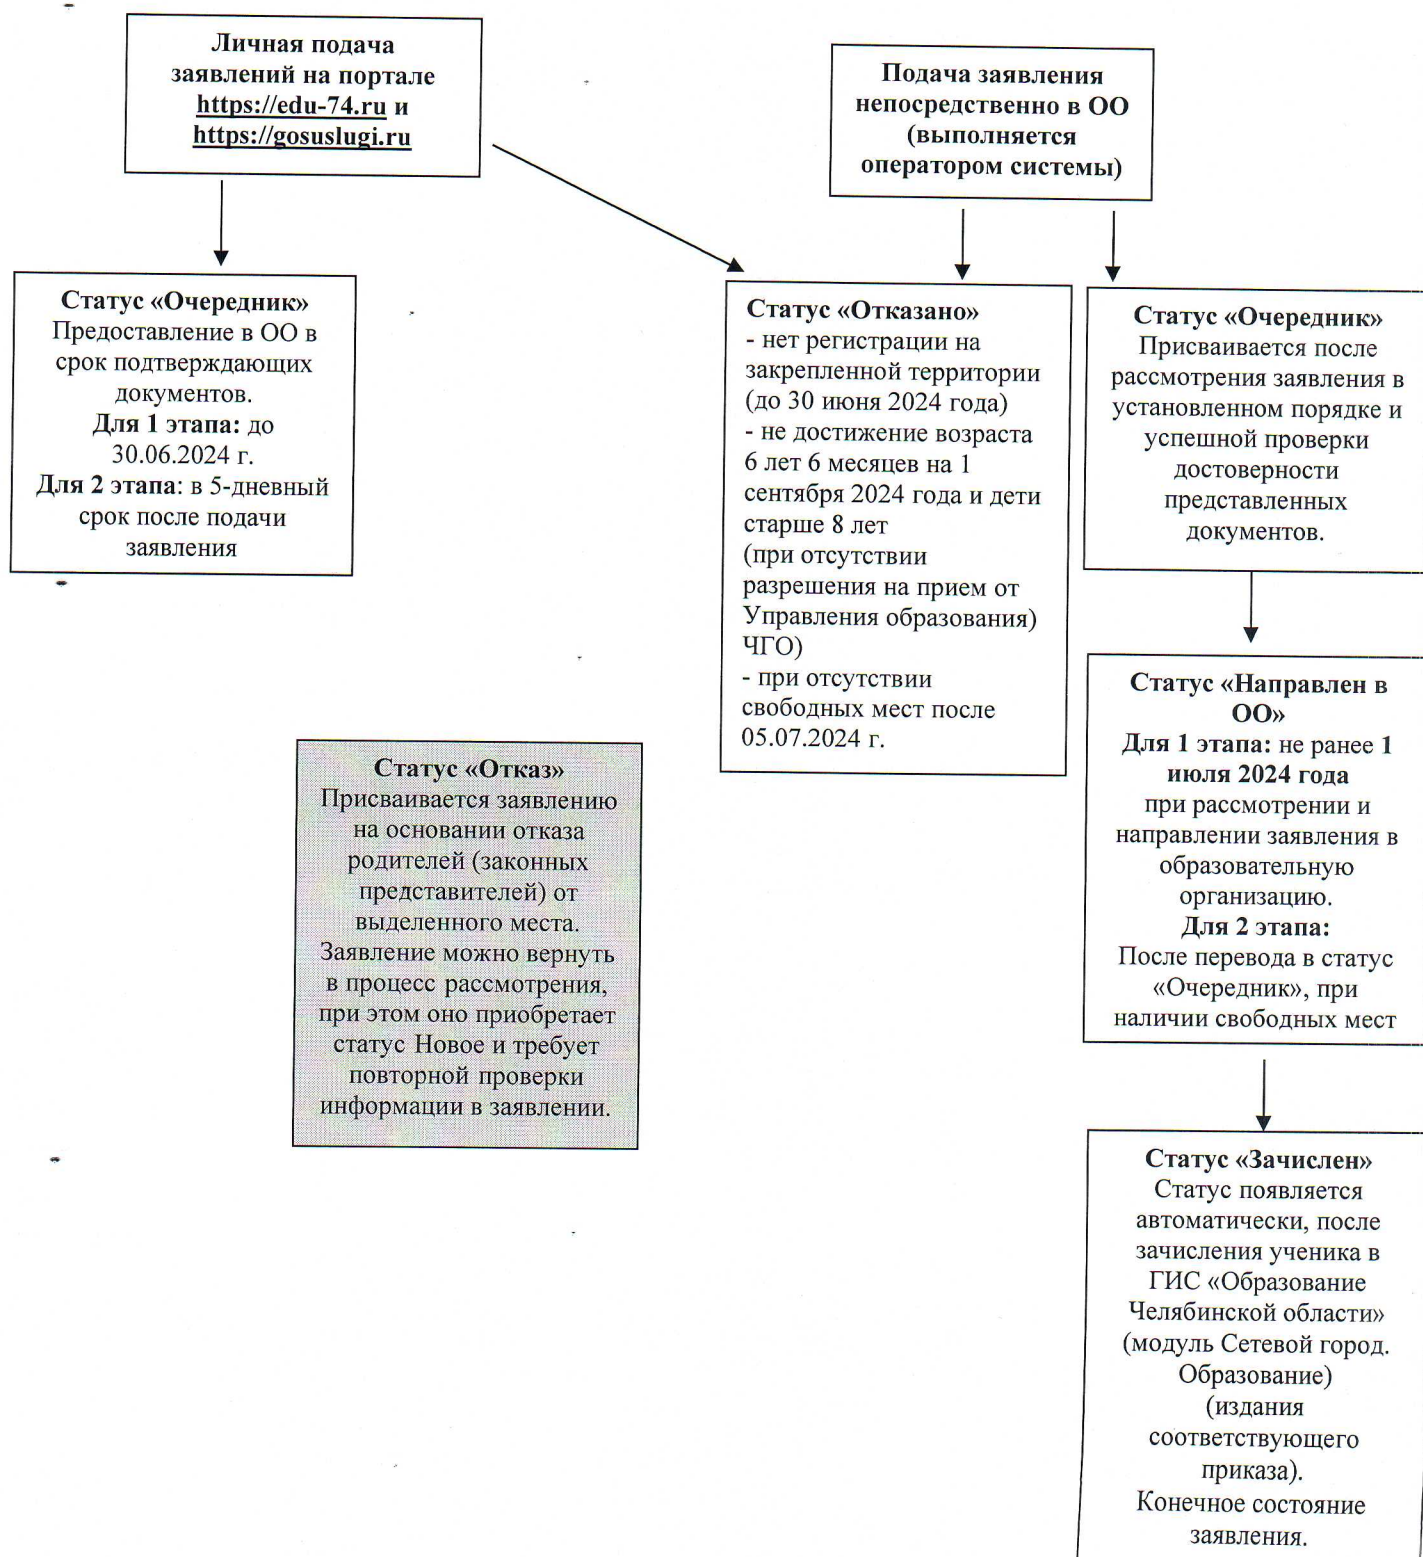 Личная подача
заявлений на портале
https://edu-74.ru и
https://gosuslugi.ru
Подача заявления
непосредственно в ОО
(выполняется
оператором системы)
Статус «Очередник»
Предоставление в ОО в
срок подтверждающих
документов.
Для 1 этапа: до
30.06.2024 г.
Для 2 этапа: в 5-дневный
срок после подачи
заявления
Статус «Отказано»
- нет регистрации на
закрепленной территории
(до 30 июня 2024 года)
- не достижение возраста
6 лет 6 месяцев на 1
сентября 2024 года и дети
старше 8 лет
(при отсутствии
разрешения на прием от
Управления образования)
ЧГО)
- при отсутствии
свободных мест после
05.07.2024 г.
Статус «Очередник»
Присваивается после
рассмотрения заявления в
установленном порядке и
успешной проверки
достоверности
представленных
документов.
Статус «Направлен в
ОО»
Для 1 этапа: не ранее 1
июля 2024 года
при рассмотрении и
направлении заявления в
образовательную
организацию.
Для 2 этапа:
После перевода в статус
«Очередник», при
наличии свободных мест
Статус «Отказ»
Присваивается заявлению
на основании отказа
родителей (законных
представителей) от
выделенного места.
Заявление можно вернуть
в процесс рассмотрения,
при этом оно приобретает
статус Новое и требует
повторной проверки
информации в заявлении.
Статус «Зачислен»
Статус появляется
автоматически, после
зачисления ученика в
ГИС «Образование
Челябинской области»
(модуль Сетевой город.
Образование)
(издания
соответствующего
приказа).
Конечное состояние
заявления.